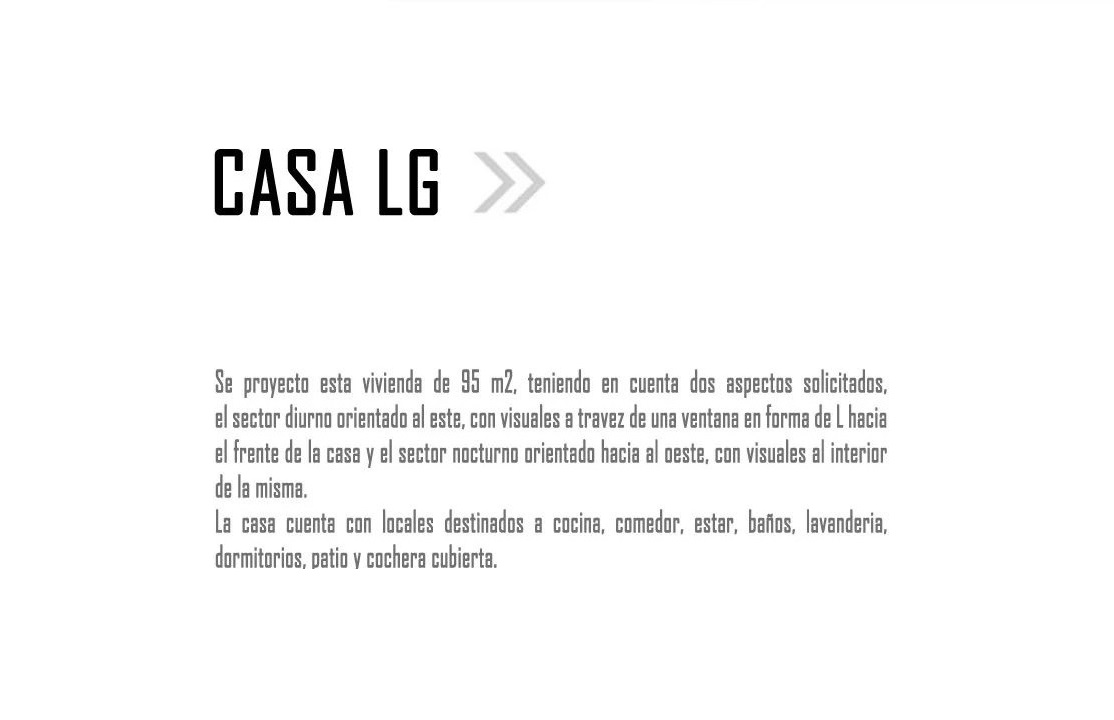 CASA LG
Se proyecto esta vivienda de 95 m2, teniendo en cuenta dos aspectos solicitados,
el sector diurno orientado al este, con visuales a travez de una ventana en forma de L hacia
el frente de la casa y el sector nocturno orientado hacia al oeste, con visuales al interior
de la misma.
La casa cuenta con locales destinados a cocina, comedor, estar, baños, lavanderia,
dormitorios, patio y cochera cubierta.